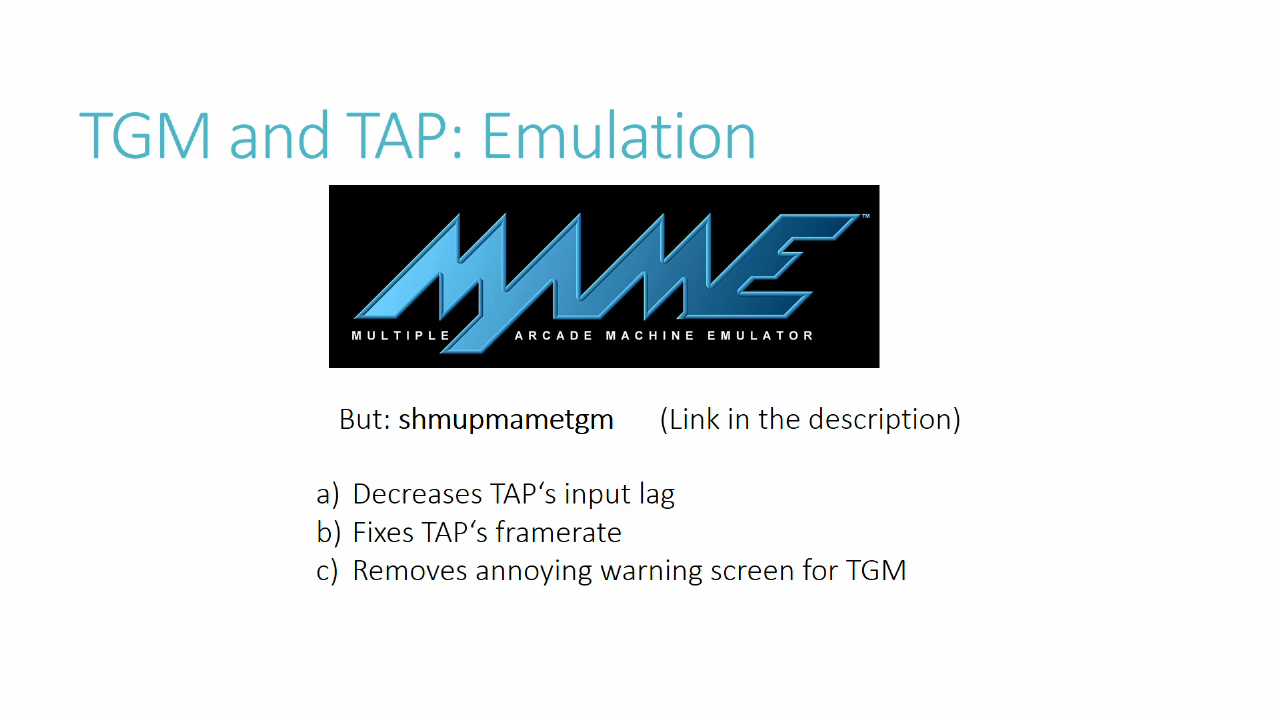 TGM and TAP: Emulation
MAME™
MULTIPLE ARCADE MACHINE EMULATOR
But: shmupmametgm (Link in the description)
a) Decreases TAP‘s input lag
b) Fixes TAP‘s framerate
c) Removes annoying warning screen for TGM